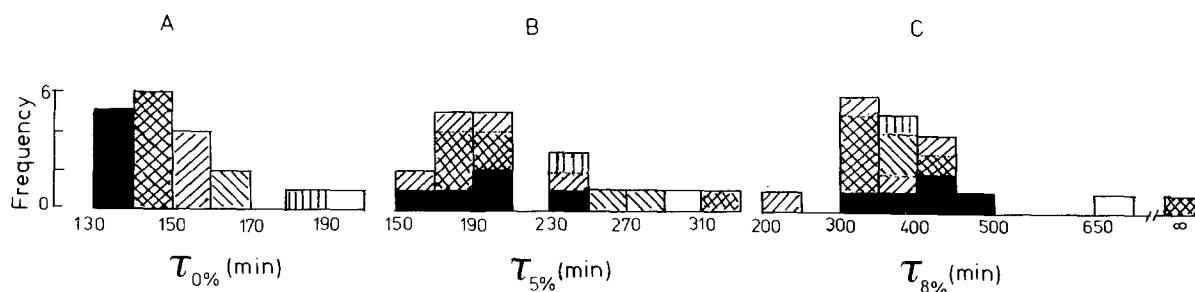 A B C
Frequency
6
0
130 150 170 190 150 190 230 270 310 200 300 400 500 650 ∞
τ0% (min) τ5% (min) τ8% (min)